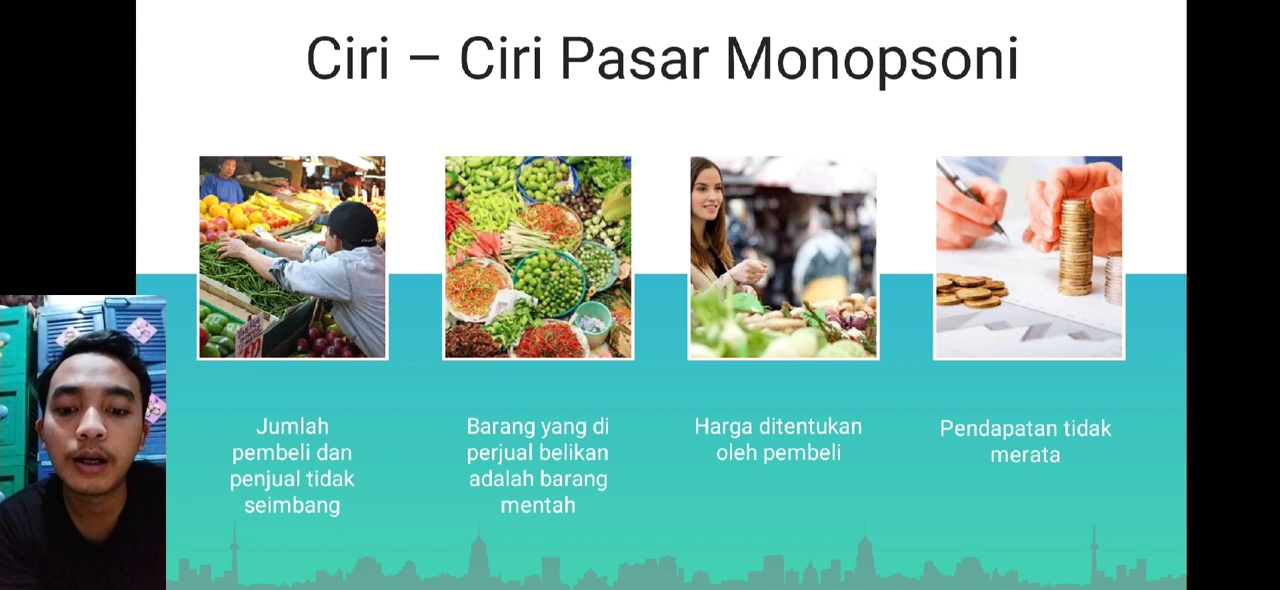 Ciri – Ciri Pasar Monopsoni
Jumlah
pembeli dan
penjual tidak
seimbang
Barang yang di
perjual belikan
adalah barang
mentah
Harga ditentukan
oleh pembeli
Pendapatan tidak
merata